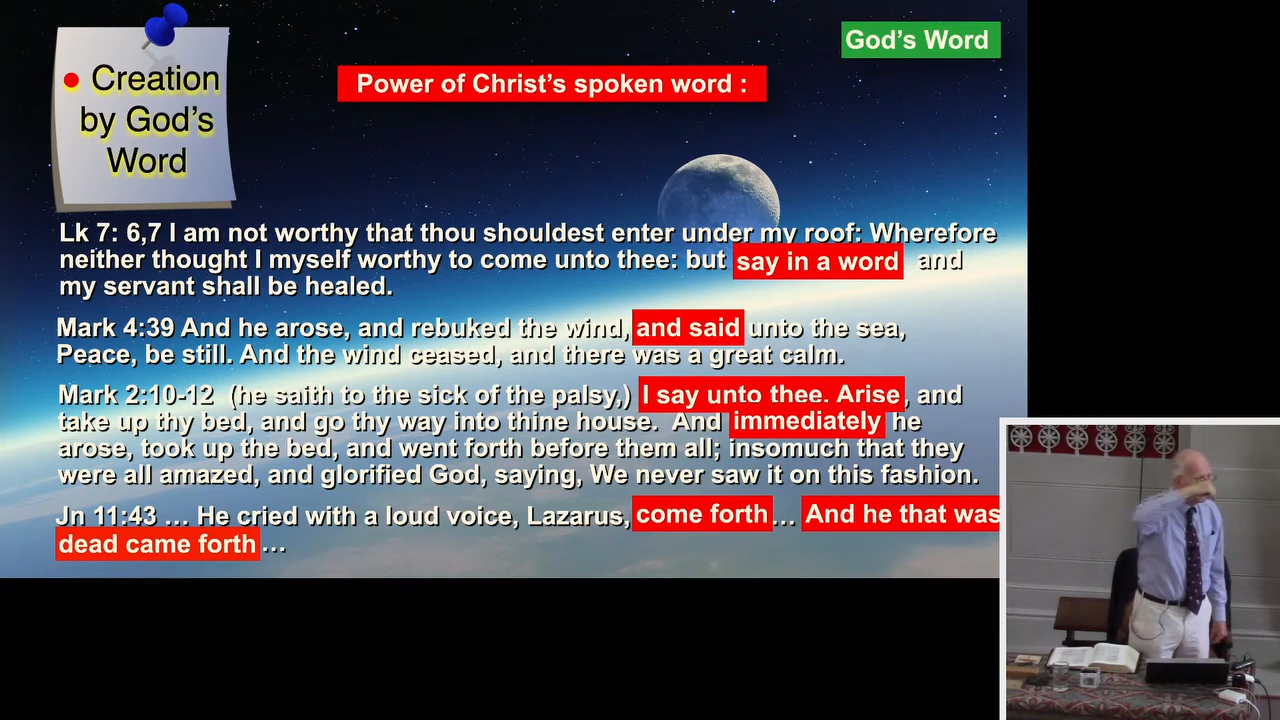 God's Word
• Creation
by God's
Word
Power of Christ's spoken word :
Lk 7: 6,7 I am not worthy that thou shouldest enter under my roof: Wherefore
neither thought I myself worthy to come unto thee: but say in a word and
my servant shall be healed.
Mark 4:39 And he arose, and rebuked the wind, and said unto the sea,
Peace, be still. And the wind ceased, and there was a great calm.
Mark 2:10-12 (he saith to the sick of the palsy,) I say unto thee. Arise, and
take up thy bed, and go thy way into thine house. And immediately he
arose, took up the bed, and went forth before them all; insomuch that they
were all amazed, and glorified God, saying, We never saw it on this fashion.
Jn 11:43 ... He cried with a loud voice, Lazarus, come forth ... And he that was
dead came forth ...